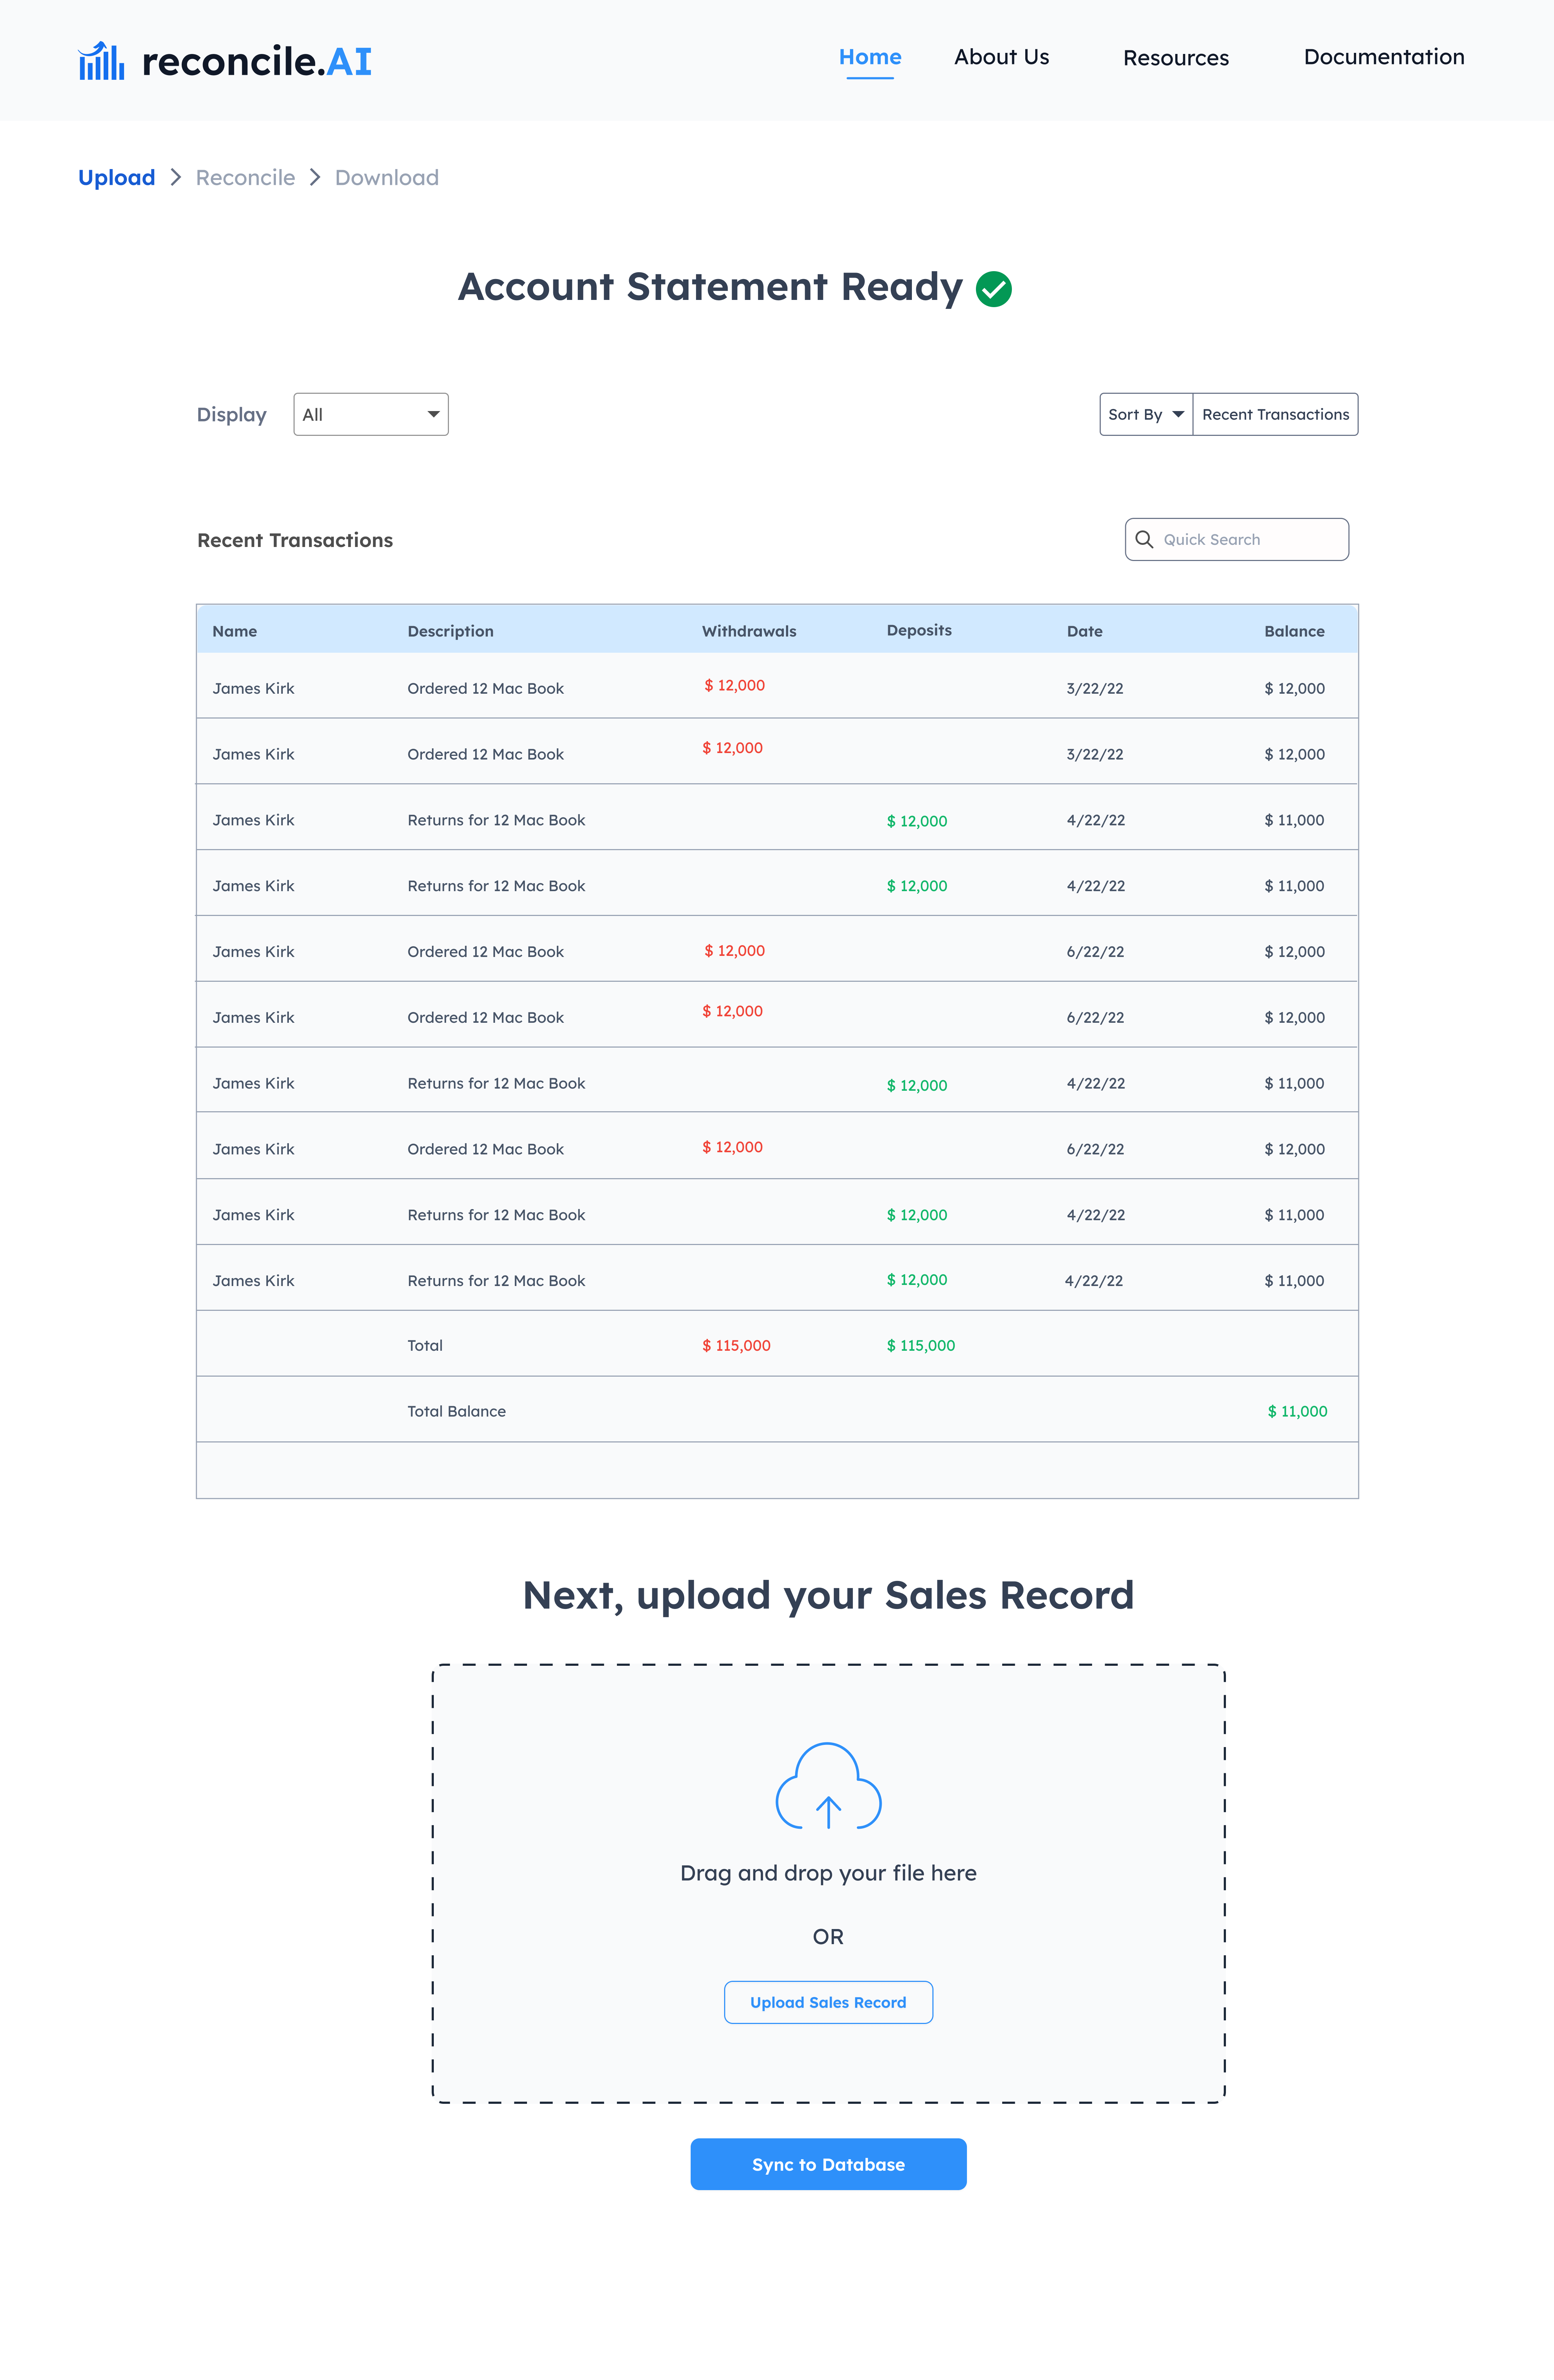 reconcile.AI Home About Us Resources Documentation
Upload Reconcile Download
Account Statement Ready
Display All Sort By Recent Transactions
Recent Transactions Quick Search
Name Description Withdrawals Deposits Date Balance
James Kirk Ordered 12 Mac Book $ 12,000 3/22/22 $ 12,000
James Kirk Ordered 12 Mac Book $ 12,000 3/22/22 $ 12,000
James Kirk Returns for 12 Mac Book $ 12,000 4/22/22 $ 11,000
James Kirk Returns for 12 Mac Book $ 12,000 4/22/22 $ 11,000
James Kirk Ordered 12 Mac Book $ 12,000 6/22/22 $ 12,000
James Kirk Ordered 12 Mac Book $ 12,000 6/22/22 $ 12,000
James Kirk Returns for 12 Mac Book $ 12,000 4/22/22 $ 11,000
James Kirk Ordered 12 Mac Book $ 12,000 6/22/22 $ 12,000
James Kirk Returns for 12 Mac Book $ 12,000 4/22/22 $ 11,000
James Kirk Returns for 12 Mac Book $ 12,000 4/22/22 $ 11,000
Total $ 115,000 $ 115,000
Total Balance $ 11,000
Next, upload your Sales Record
Drag and drop your file here
OR
Upload Sales Record
Sync to Database